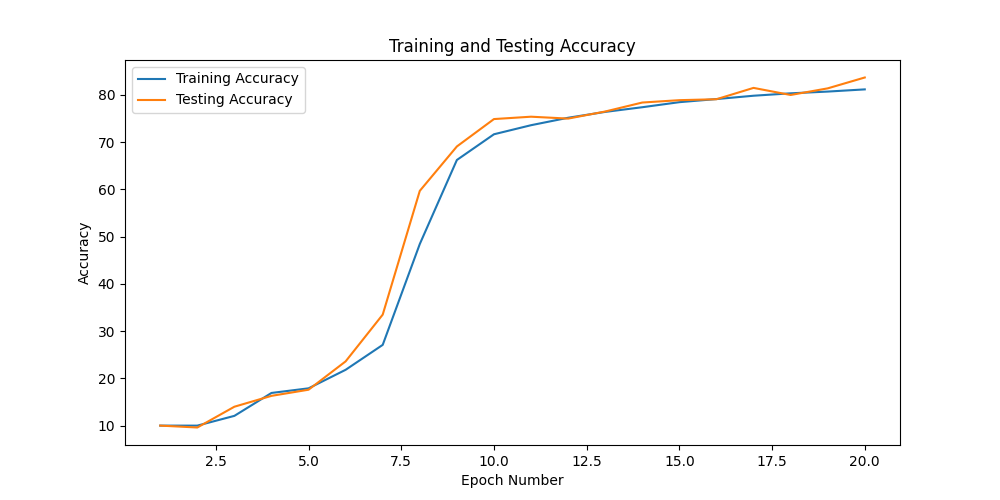 Training and Testing Accuracy
Training Accuracy
Testing Accuracy
Accuracy
80
70
60
50
40
30
20
10
2.5 5.0 7.5 10.0 12.5 15.0 17.5 20.0
Epoch Number